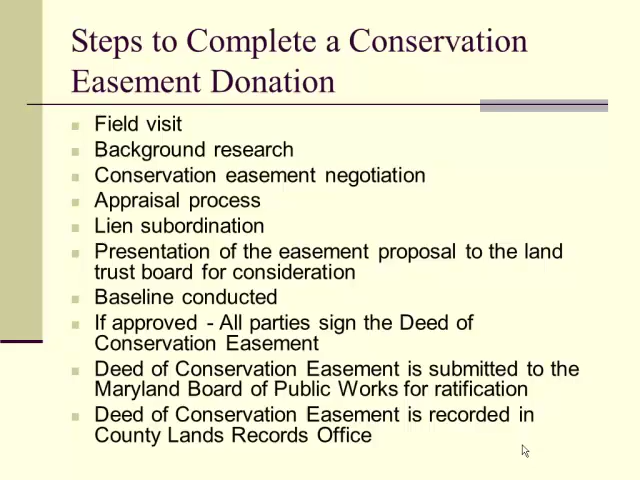 Steps to Complete a Conservation
Easement Donation
Field visit
Background research
Conservation easement negotiation
Appraisal process
Lien subordination
Presentation of the easement proposal to the land
trust board for consideration
Baseline conducted
If approved - All parties sign the Deed of
Conservation Easement
Deed of Conservation Easement is submitted to the
Maryland Board of Public Works for ratification
Deed of Conservation Easement is recorded in
County Lands Records Office